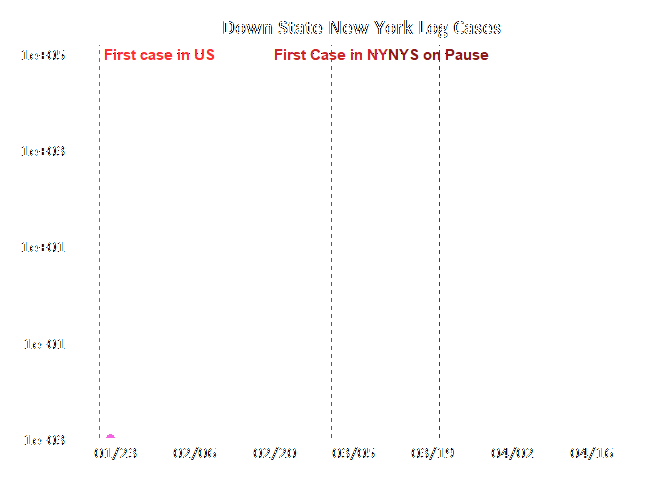 Down State New York Log Cases
First case in US First Case in NY NYS on Pause
1e+05
1e+03
1e+01
1e-01
1e-03
01/23 02/06 02/20 03/05 03/19 04/02 04/16